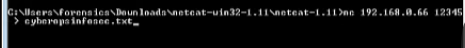 C:\Users\forensics\Downloads\netcat-win32-1.11\netcat-1.11>nc 192.168.0.66 12345
> cyberopsinfosec.txt_